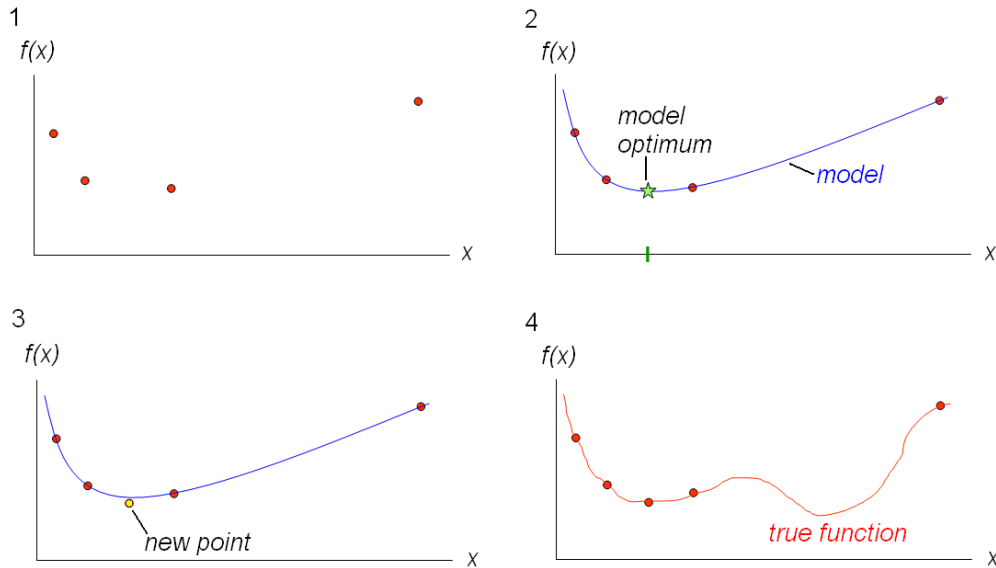 1
f(x)
x
2
f(x)
model
optimum
model
x
3
f(x)
new point
x
4
f(x)
true function
x